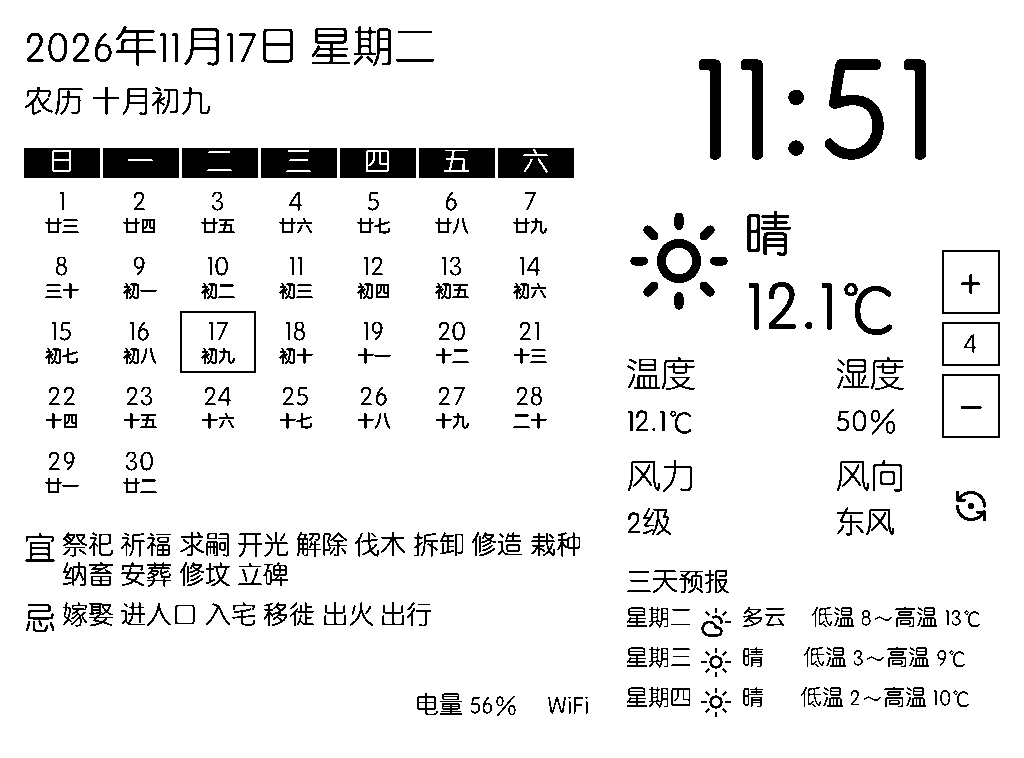 2026年11月17日 星期二
农历 十月初九
日 一 二 三 四 五 六
1 2 3 4 5 6 7
廿三 廿四 廿五 廿六 廿七 廿八 廿九
8 9 10 11 12 13 14
三十 初一 初二 初三 初四 初五 初六
15 16 17 18 19 20 21
初七 初八 初九 初十 十一 十二 十三
22 23 24 25 26 27 28
十四 十五 十六 十七 十八 十九 二十
29 30
廿一 廿二
宜 祭祀 祈福 求嗣 开光 解除 伐木 拆卸 修造 栽种
纳畜 安葬 修坟 立碑
忌 嫁娶 进人口 入宅 移徙 出火 出行
电量 56% WiFi
11:51
晴
12.1℃
+
4
−
温度 湿度
12.1℃ 50%
风力 风向
2级 东风
三天预报
星期二 多云 低温 8~高温 13℃
星期三 晴 低温 3~高温 9℃
星期四 晴 低温 2~高温 10℃